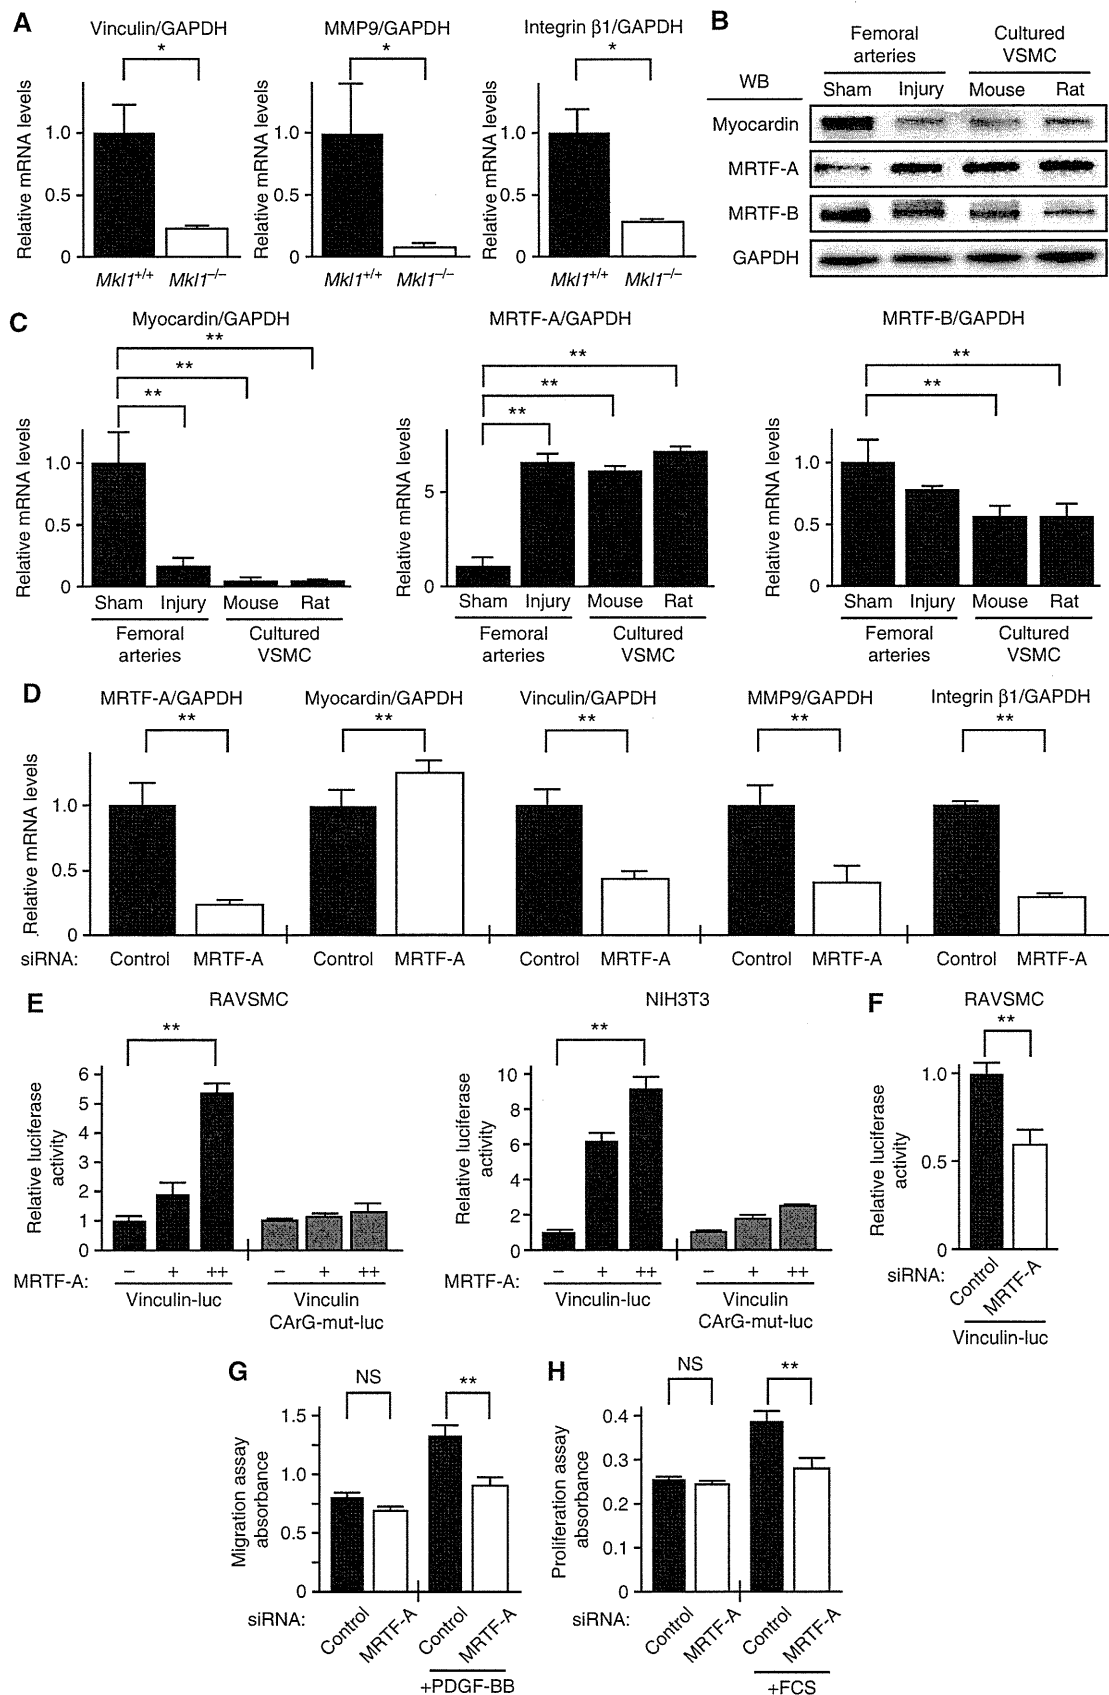 A
Vinculin/GAPDH
MMP9/GAPDH
Integrin β1/GAPDH
*
*
*
Relative mRNA levels
1.0
0.5
0
Mkl1+/+ Mkl1–/–
Relative mRNA levels
1.0
0.5
0
Mkl1+/+ Mkl1–/–
Relative mRNA levels
1.0
0.5
0
Mkl1+/+ Mkl1–/–
B
Femoral arteries
Cultured VSMC
WB
Sham Injury Mouse Rat
Myocardin
MRTF-A
MRTF-B
GAPDH
C
Myocardin/GAPDH
**
**
**
Relative mRNA levels
1.0
0.5
0
Sham Injury Mouse Rat
Femoral arteries
Cultured VSMC
MRTF-A/GAPDH
**
**
**
Relative mRNA levels
5
0
Sham Injury Mouse Rat
Femoral arteries
Cultured VSMC
MRTF-B/GAPDH
**
**
Relative mRNA levels
1.0
0.5
0
Sham Injury Mouse Rat
Femoral arteries
Cultured VSMC
D
MRTF-A/GAPDH
Myocardin/GAPDH
Vinculin/GAPDH
MMP9/GAPDH
Integrin β1/GAPDH
** ** ** ** **
Relative mRNA levels
1.0
0.5
0
siRNA: Control MRTF-A Control MRTF-A Control MRTF-A Control MRTF-A Control MRTF-A
E
RAVSMC
**
Relative luciferase activity
6
5
4
3
2
1
0
MRTF-A: – + ++ – + ++
Vinculin-luc
Vinculin CArG-mut-luc
NIH3T3
**
Relative luciferase activity
10
8
6
4
2
0
MRTF-A: – + ++ – + ++
Vinculin-luc
Vinculin CArG-mut-luc
F
RAVSMC
**
Relative luciferase activity
1.0
0.5
0
siRNA: Control MRTF-A
Vinculin-luc
G
NS
**
Migration assay absorbance
1.5
1.0
0.5
0
siRNA: Control MRTF-A Control MRTF-A
+PDGF-BB
H
NS
**
Proliferation assay absorbance
0.4
0.3
0.2
0.1
0
siRNA: Control MRTF-A Control MRTF-A
+FCS